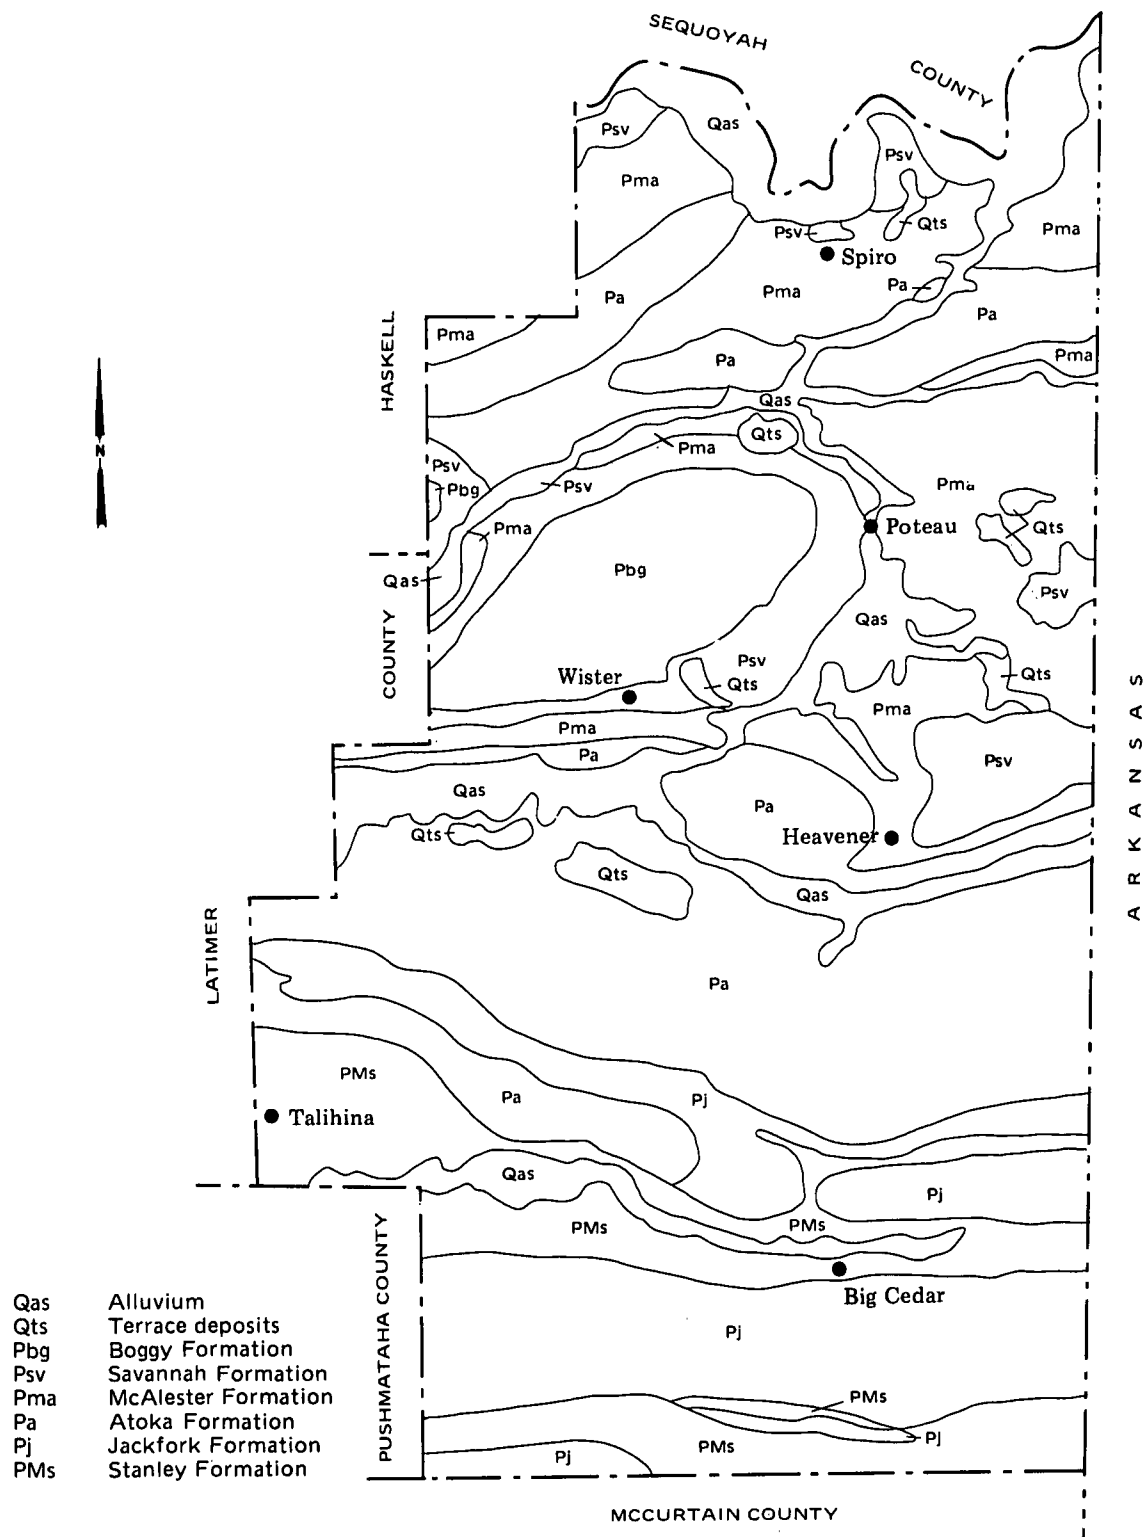 SEQUOYAH
COUNTY
Qas
Psv
Psv
Pma
Psv
Qts
Pma
Spiro
Pa
Pma
Pa
Pa
HASKELL
Pma
Pa
Pma
Qas
Qts
N
Pma
Psv
Pbg
Psv
Pma
Poteau
Qts
Pma
Pbg
Qas
Psv
Qas
COUNTY
Psv
Wister
Qts
Qts
Pma
Pma
Pa
Psv
ARKANSAS
Qas
Pa
Qts
Heavener
Qts
Qas
LATIMER
Pa
PMs
Pa
Pj
Talihina
Qas
Pj
PMs
PMs
Big Cedar
PUSHMATAHA COUNTY
Pj
PMs
Pj
PMs
Pj
Qas Alluvium
Qts Terrace deposits
Pbg Boggy Formation
Psv Savannah Formation
Pma McAlester Formation
Pa Atoka Formation
Pj Jackfork Formation
PMs Stanley Formation
MCCURTAIN COUNTY